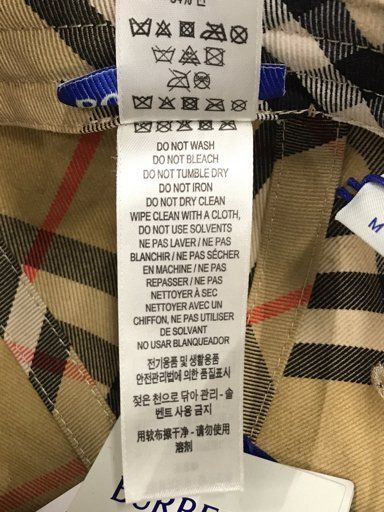 DO NOT WASH
DO NOT BLEACH
DO NOT TUMBLE DRY
DO NOT IRON
DO NOT DRY CLEAN
WIPE CLEAN WITH A CLOTH,
DO NOT USE SOLVENTS
NE PAS LAVER / NE PAS
BLANCHIR / NE PAS SÉCHER
EN MACHINE / NE PAS
REPASSER / NE PAS
NETTOYER À SEC
NETTOYER AVEC UN
CHIFFON, NE PAS UTILISER
DE SOLVANT
NO USAR BLANQUEADOR
전기용품 및 생활용품
안전관리법에 의한 품질표시
젖은 천으로 닦아 관리 - 솔
벤트 사용 금지
用软布擦干净 - 请勿使用
溶剂
M